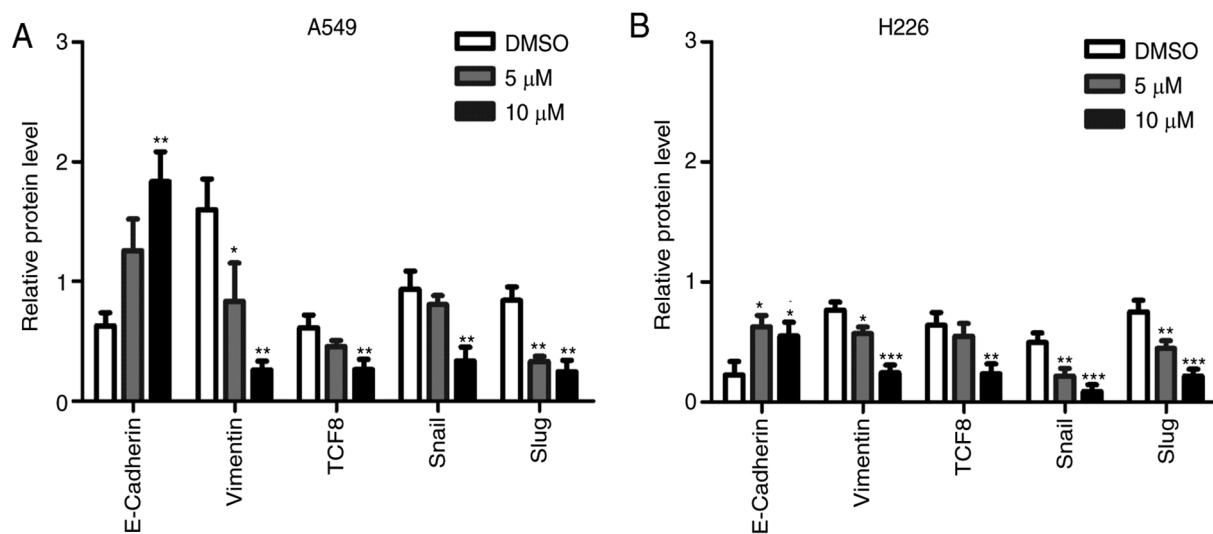 A
A549
3
2
1
0
Relative protein level
DMSO
5 μM
10 μM
**
*
**
**
**
**
**
E-Cadherin
Vimentin
TCF8
Snail
Slug
B
H226
3
2
1
0
Relative protein level
DMSO
5 μM
10 μM
*
*
*
***
**
**
***
**
***
E-Cadherin
Vimentin
TCF8
Snail
Slug